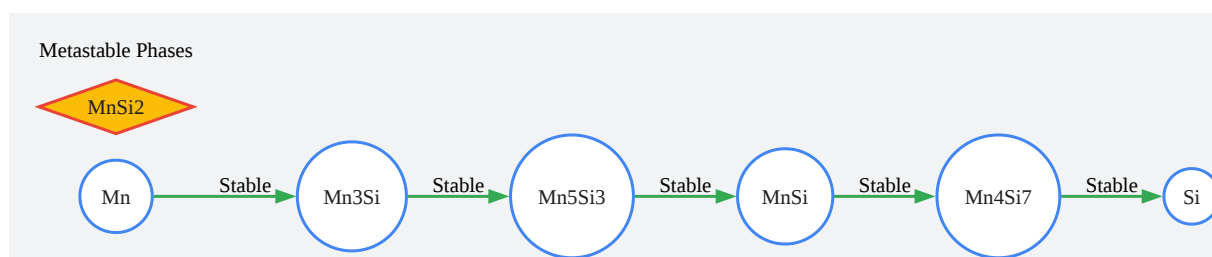 Metastable Phases
MnSi2
Mn
Stable
Mn3Si
Stable
Mn5Si3
Stable
MnSi
Stable
Mn4Si7
Stable
Si